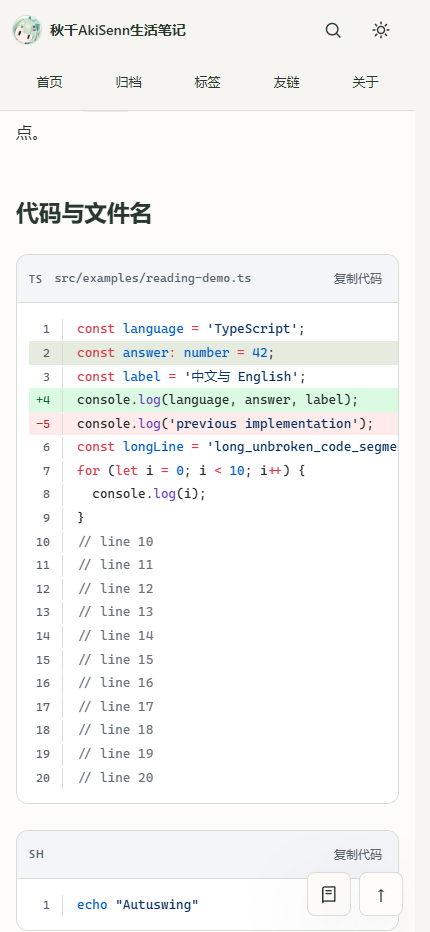 秋千AkiSenn生活笔记
首页 归档 标签 友链 关于
点。
代码与文件名
TS src/examples/reading-demo.ts 复制代码
1 const language = 'TypeScript';
2 const answer: number = 42;
3 const label = '中文与 English';
+4 console.log(language, answer, label);
-5 console.log('previous implementation');
6 const longLine = 'long_unbroken_code_segme
7 for (let i = 0; i < 10; i++) {
8   console.log(i);
9 }
10 // line 10
11 // line 11
12 // line 12
13 // line 13
14 // line 14
15 // line 15
16 // line 16
17 // line 17
18 // line 18
19 // line 19
20 // line 20
SH 复制代码
1 echo "Autuswing"
↑